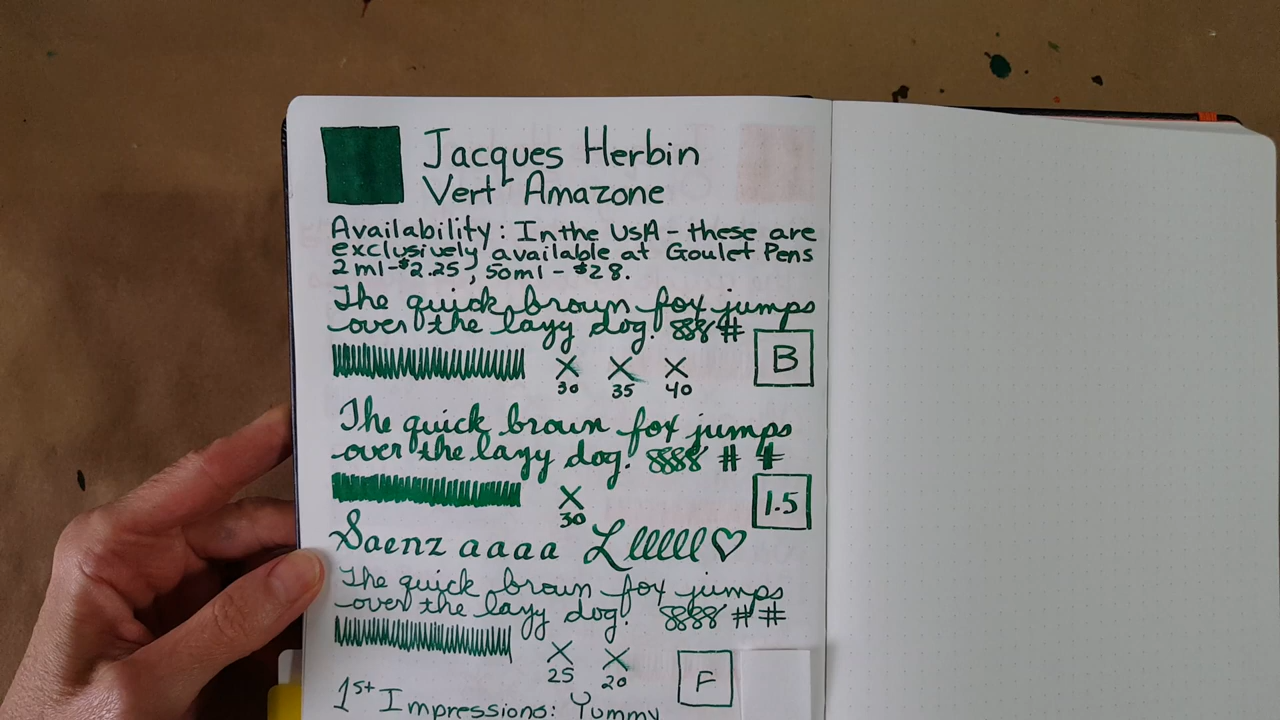 Jacques Herbin
Vert Amazone
Availability: In the USA - these are
exclusively available at Goulet Pens
2ml-$2.25, 50ml - $28.
The quick brown fox jumps
over the lazy dog. 888 #
B
X X X
30 35 40
The quick brown fox jumps
over the lazy dog. 8888 # #
1.5
X
30
Saenz aaaa Llllll♡
The quick brown fox jumps
over the lazy dog. 8888 # #
X X
25 20
F
1st Impressions: Yummy